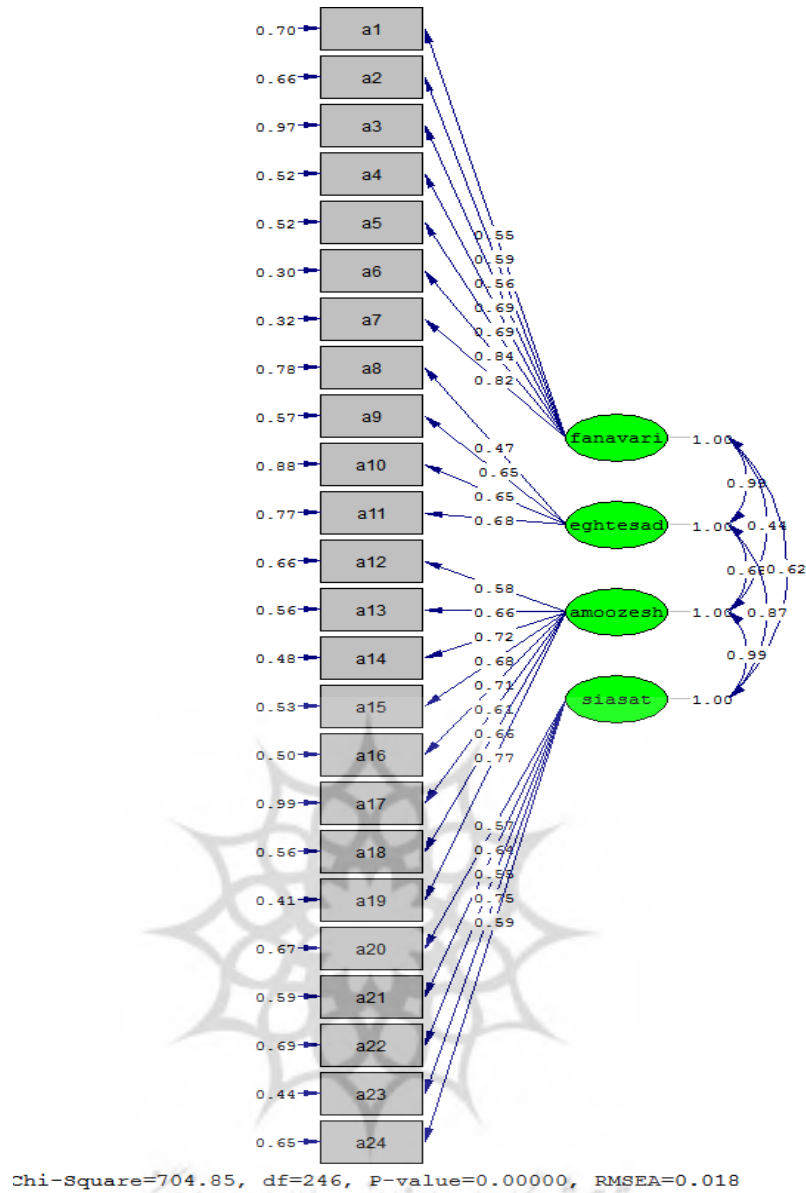 0.70 a1
0.66 a2
0.97 a3
0.52 a4
0.52 a5
0.55
0.59
0.30 a6
0.56
0.69
0.32 a7
0.69
0.84
0.78 a8
0.82
0.57 a9
fanavari 1.00
0.47
0.88 a10
0.65
0.99
0.65
0.77 a11
0.68
eghtesad 1.00
0.44
0.66 a12
0.58
0.62
0.56 a13
0.66
amoozesh 1.00
0.87
0.72
0.48 a14
0.68
0.99
0.53 a15
0.71
siasat 1.00
0.61
0.66
0.50 a16
0.77
0.99 a17
0.57
0.56 a18
0.64
0.55
0.41 a19
0.75
0.59
0.67 a20
0.59 a21
0.69 a22
0.44 a23
0.65 a24
Chi-Square=704.85, df=246, P-value=0.00000, RMSEA=0.018